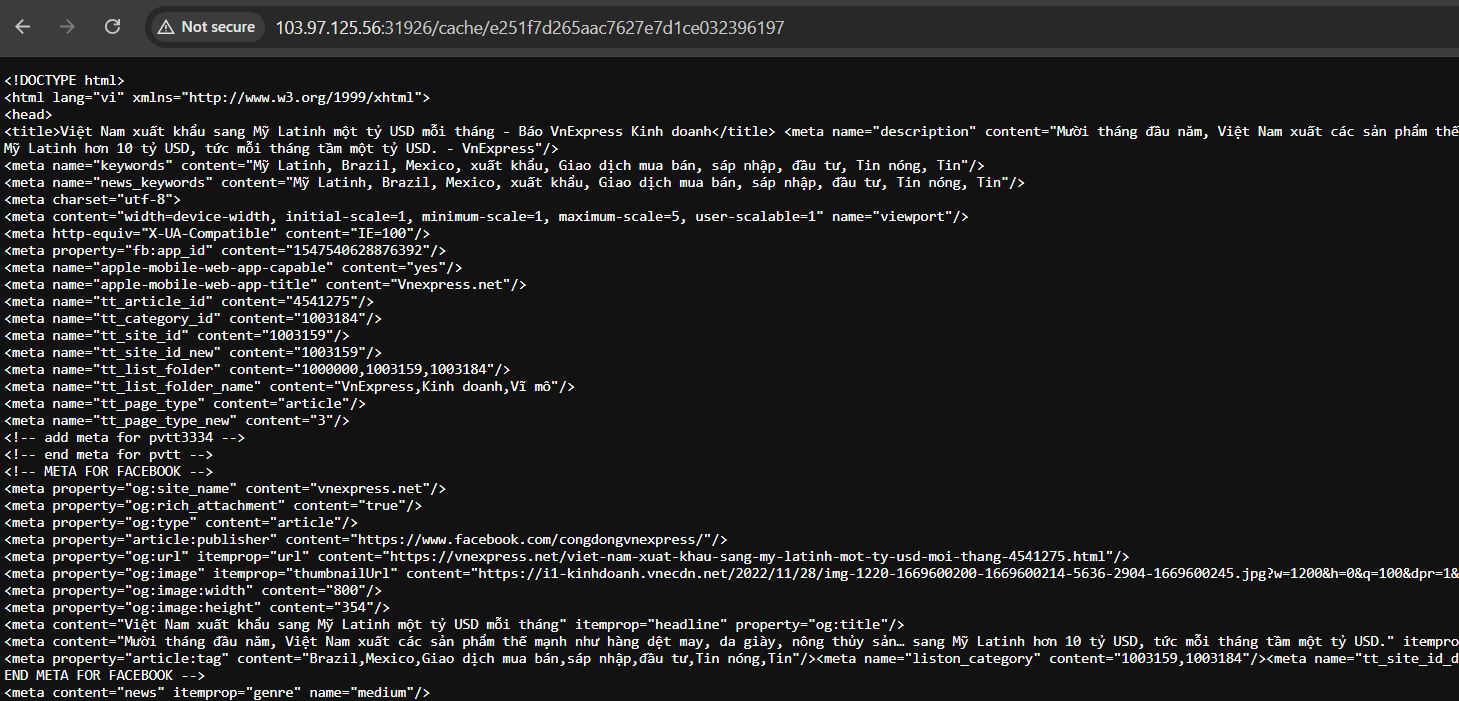 Not secure 103.97.125.56:31926/cache/e251f7d265aac7627e7d1ce032396197
<!DOCTYPE html>
<html lang="vi" xmlns="http://www.w3.org/1999/xhtml">
<head>
<title>Việt Nam xuất khẩu sang Mỹ Latinh một tỷ USD mỗi tháng - Báo VnExpress Kinh doanh</title> <meta name="description" content="Mười tháng đầu năm, Việt Nam xuất các sản phẩm thế
Mỹ Latinh hơn 10 tỷ USD, tức mỗi tháng tầm một tỷ USD. - VnExpress"/>
<meta name="keywords" content="Mỹ Latinh, Brazil, Mexico, xuất khẩu, Giao dịch mua bán, sáp nhập, đầu tư, Tin nóng, Tin"/>
<meta name="news_keywords" content="Mỹ Latinh, Brazil, Mexico, xuất khẩu, Giao dịch mua bán, sáp nhập, đầu tư, Tin nóng, Tin"/>
<meta charset="utf-8">
<meta content="width=device-width, initial-scale=1, minimum-scale=1, maximum-scale=5, user-scalable=1" name="viewport"/>
<meta http-equiv="X-UA-Compatible" content="IE=100"/>
<meta property="fb:app_id" content="1547540628876392"/>
<meta name="apple-mobile-web-app-capable" content="yes"/>
<meta name="apple-mobile-web-app-title" content="Vnexpress.net"/>
<meta name="tt_article_id" content="4541275"/>
<meta name="tt_category_id" content="1003184"/>
<meta name="tt_site_id" content="1003159"/>
<meta name="tt_site_id_new" content="1003159"/>
<meta name="tt_list_folder" content="1000000,1003159,1003184"/>
<meta name="tt_list_folder_name" content="VnExpress,Kinh doanh,Vĩ mô"/>
<meta name="tt_page_type" content="article"/>
<meta name="tt_page_type_new" content="3"/>
<!-- add meta for pvtt3334 -->
<!-- end meta for pvtt -->
<!-- META FOR FACEBOOK -->
<meta property="og:site_name" content="vnexpress.net"/>
<meta property="og:rich_attachment" content="true"/>
<meta property="og:type" content="article"/>
<meta property="article:publisher" content="https://www.facebook.com/congdongvnexpress/"/>
<meta property="og:url" itemprop="url" content="https://vnexpress.net/viet-nam-xuat-khau-sang-my-latinh-mot-ty-usd-moi-thang-4541275.html"/>
<meta property="og:image" itemprop="thumbnailUrl" content="https://i1-kinhdoanh.vnecdn.net/2022/11/28/img-1220-1669600200-1669600214-5636-2904-1669600245.jpg?w=1200&h=0&q=100&dpr=1&
<meta property="og:image:width" content="800"/>
<meta property="og:image:height" content="354"/>
<meta content="Việt Nam xuất khẩu sang Mỹ Latinh một tỷ USD mỗi tháng" itemprop="headline" property="og:title"/>
<meta content="Mười tháng đầu năm, Việt Nam xuất các sản phẩm thế mạnh như hàng dệt may, da giày, nông thủy sản… sang Mỹ Latinh hơn 10 tỷ USD, tức mỗi tháng tầm một tỷ USD." itempro
<meta property="article:tag" content="Brazil,Mexico,Giao dịch mua bán,sáp nhập,đầu tư,Tin nóng,Tin"/><meta name="liston_category" content="1003159,1003184"/><meta name="tt_site_id_d
END META FOR FACEBOOK -->
<meta content="news" itemprop="genre" name="medium"/>